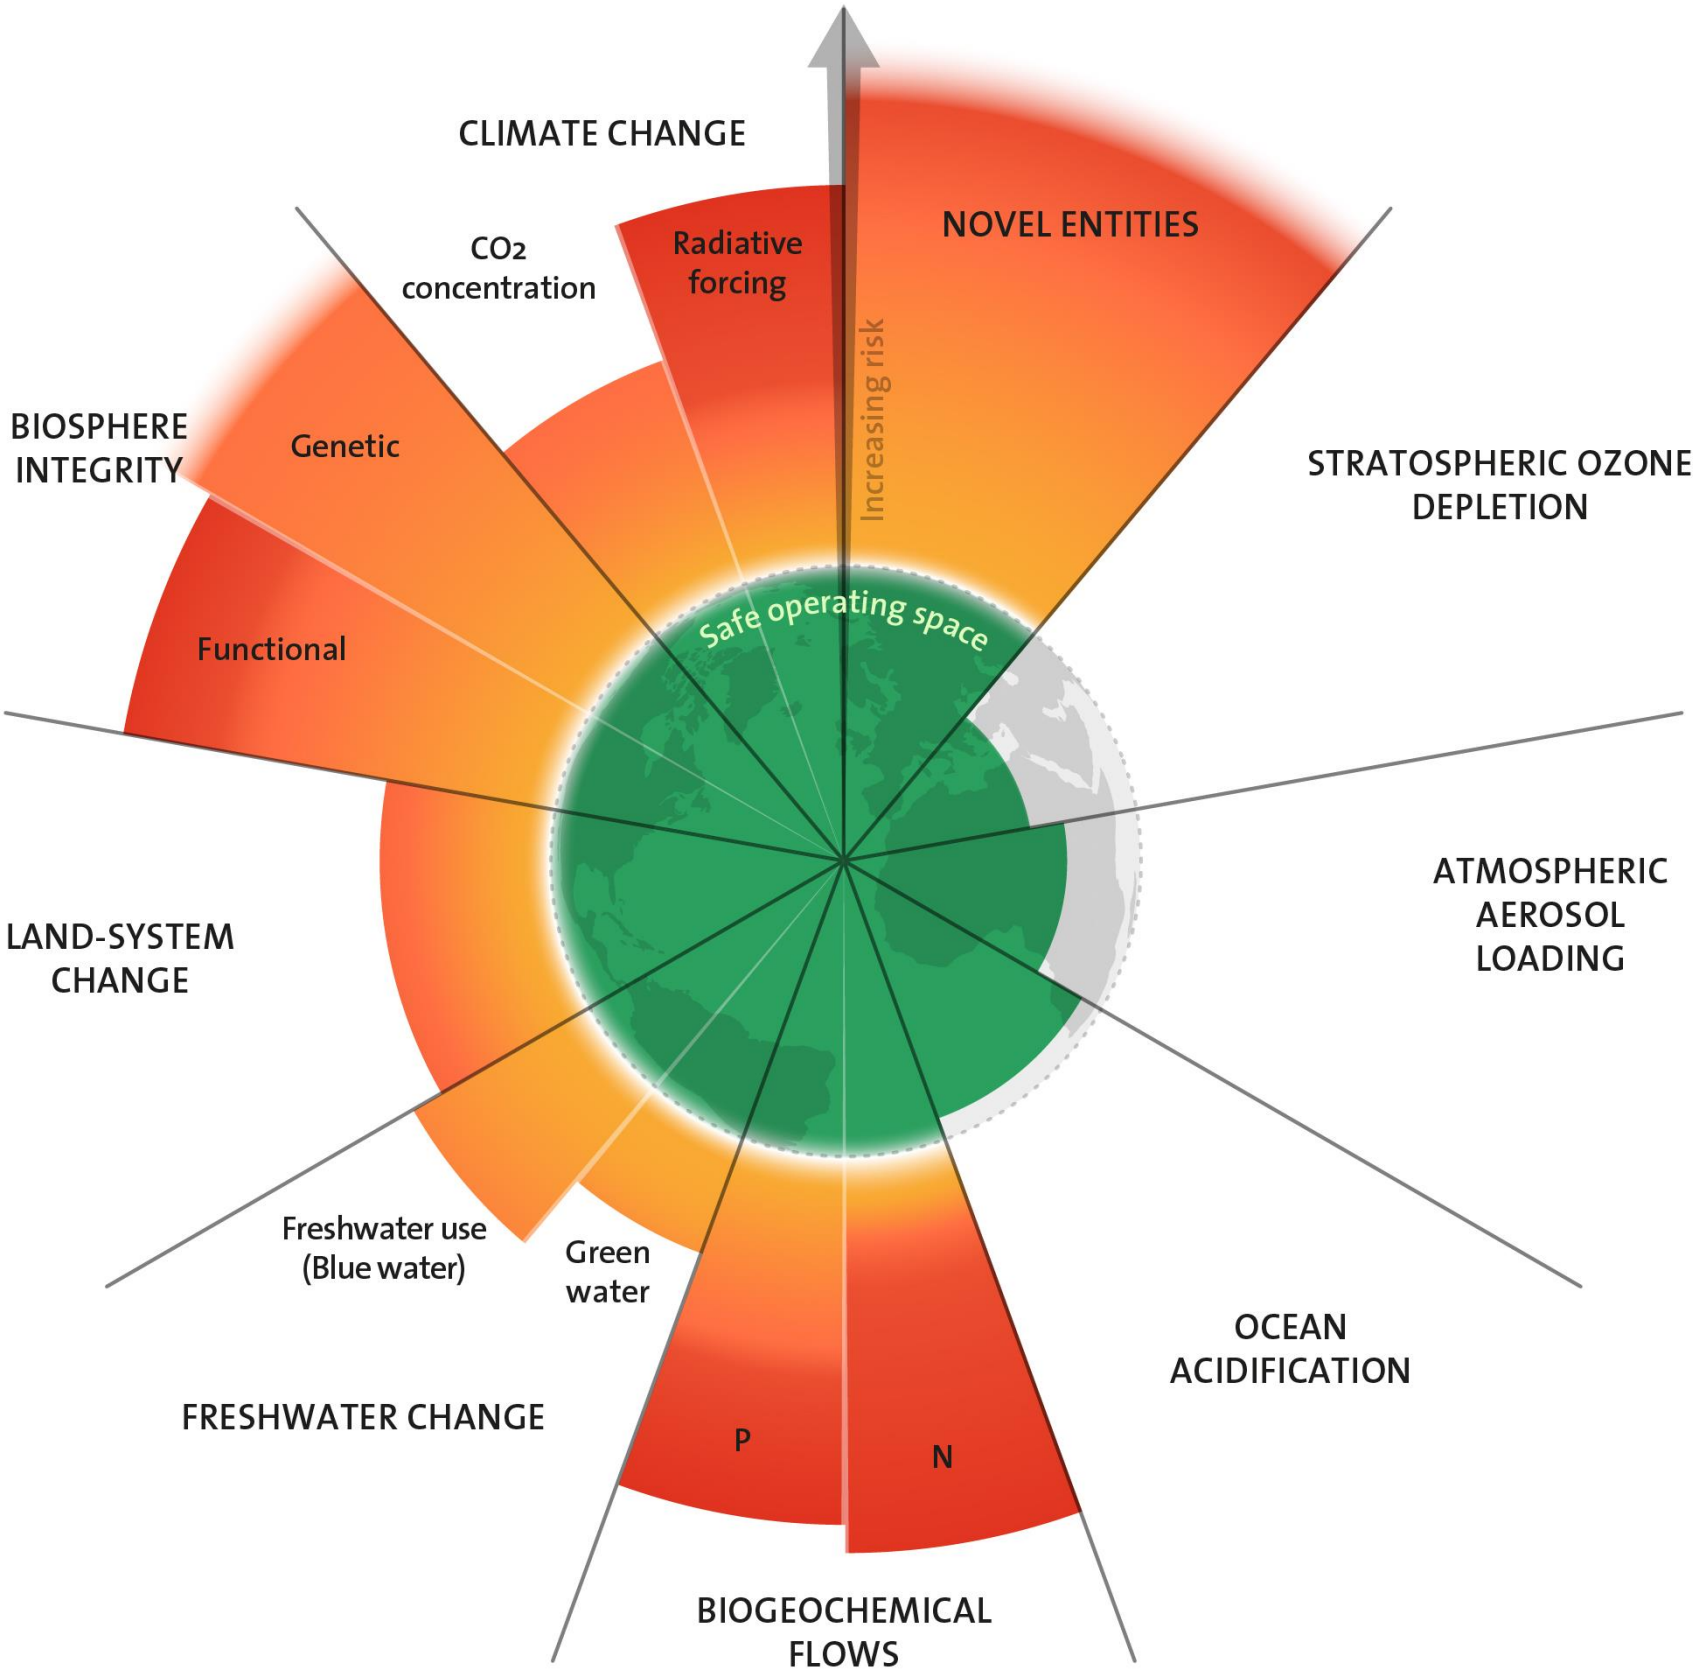 CLIMATE CHANGE
CO2
concentration
Radiative
forcing
Increasing risk
NOVEL ENTITIES
STRATOSPHERIC OZONE
DEPLETION
ATMOSPHERIC
AEROSOL
LOADING
OCEAN
ACIDIFICATION
BIOGEOCHEMICAL
FLOWS
P
N
FRESHWATER CHANGE
Freshwater use
(Blue water)
Green
water
LAND-SYSTEM
CHANGE
BIOSPHERE
INTEGRITY
Genetic
Functional
Safe operating space